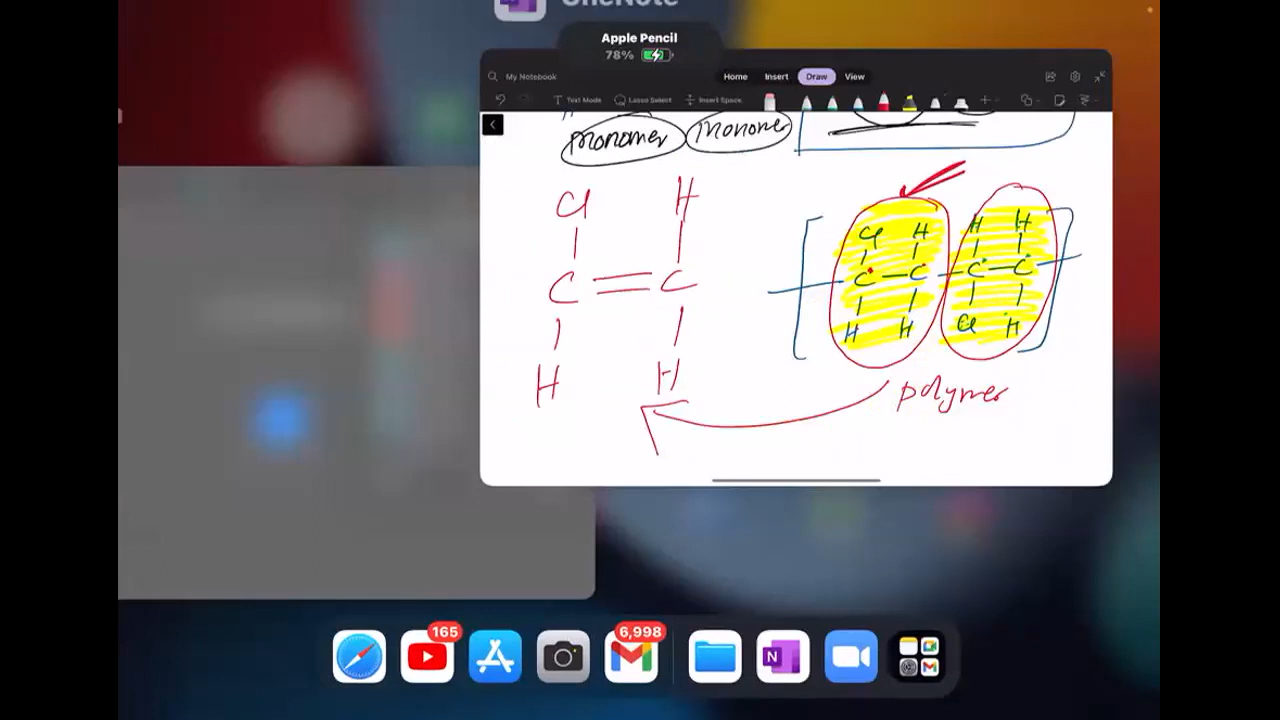 OneNote
Apple Pencil
78%
My Notebook
Home Insert Draw View
Text Mode Lasso Select Insert Space
monomer monome
Cl H
C = C
H H
Cl H H H
C — C — C — C
H H Cl H
polymer
165
6,998